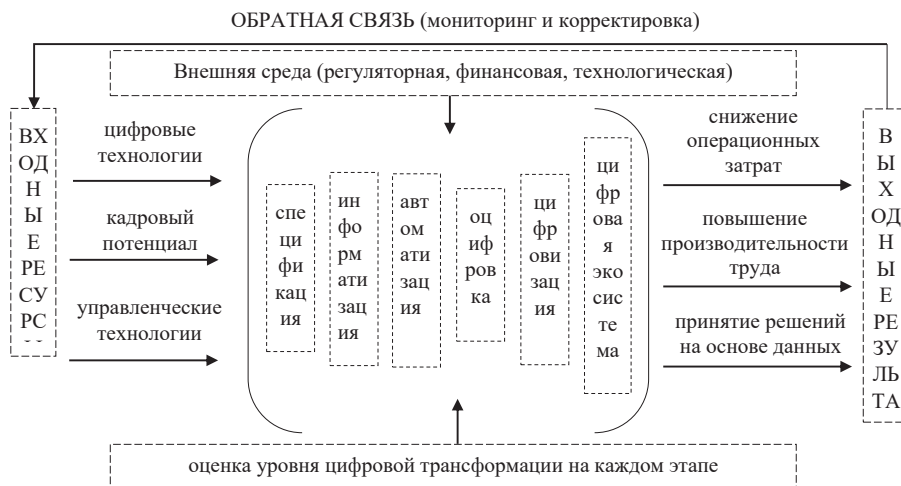 ОБРАТНАЯ СВЯЗЬ (мониторинг и корректировка)
Внешняя среда (регуляторная, финансовая, технологическая)
ВХ
ОД
Н
Ы
Е
РЕ
СУ
РС
цифровые
технологии
кадровый
потенциал
управленческие
технологии
спе
ци
фи
кац
ия
ин
фо
рм
ати
зац
ия
авт
ом
ати
зац
ия
оц
иф
ров
ка
ци
фр
ови
зац
ия
ци
фр
ова
я
эко
сис
те
ма
снижение
операционных
затрат
повышение
производительности
труда
принятие решений
на основе данных
В
Ы
Х
ОД
Н
Ы
Е
РЕ
ЗУ
ЛЬ
ТА
оценка уровня цифровой трансформации на каждом этапе